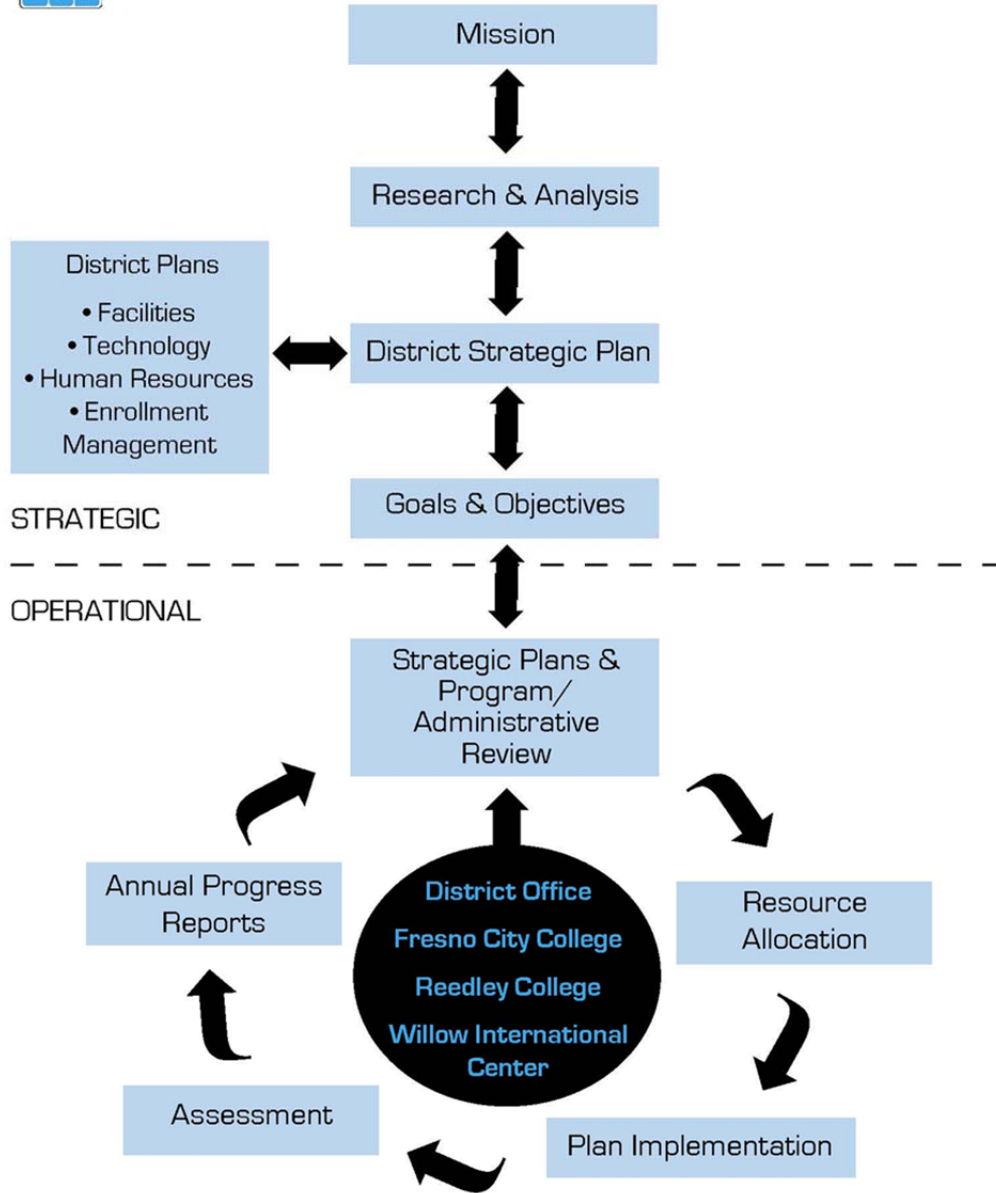 Mission
Research & Analysis
District Plans
• Facilities
• Technology
• Human Resources
• Enrollment
Management
District Strategic Plan
Goals & Objectives
STRATEGIC
OPERATIONAL
Strategic Plans &
Program/
Administrative
Review
Annual Progress
Reports
District Office
Fresno City College
Reedley College
Willow International
Center
Resource
Allocation
Assessment
Plan Implementation